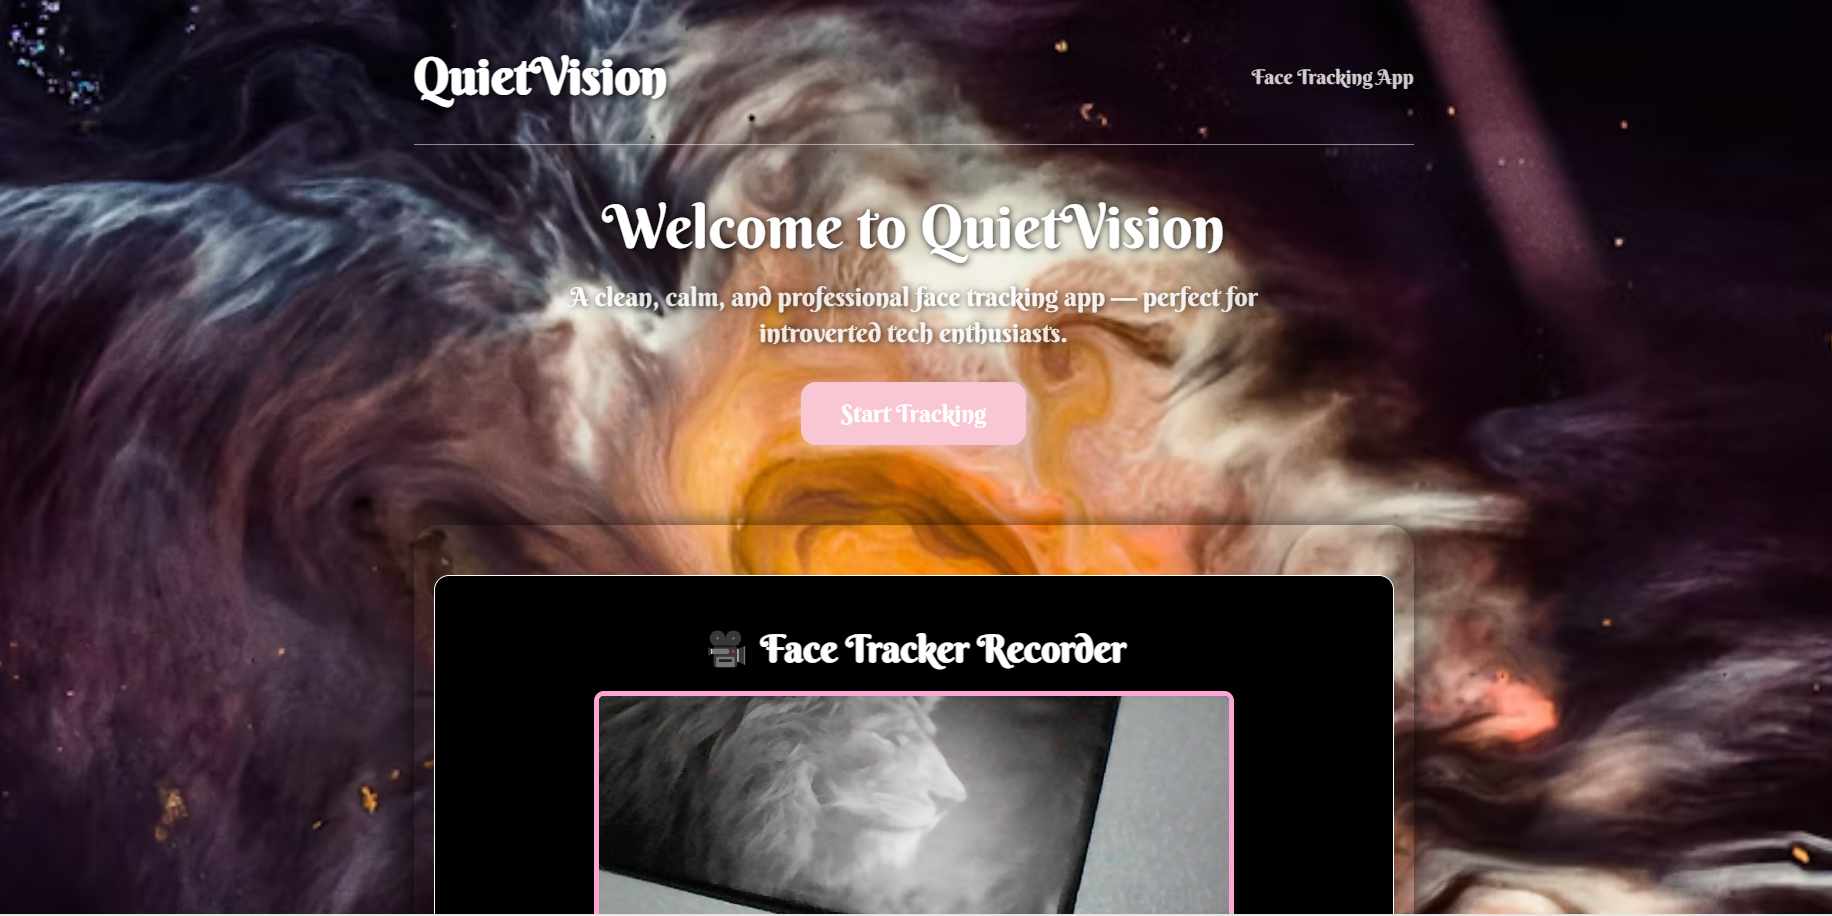 QuietVision
Face Tracking App
Welcome to QuietVision
A clean, calm, and professional face tracking app — perfect for
introverted tech enthusiasts.
Start Tracking
🎥 Face Tracker Recorder